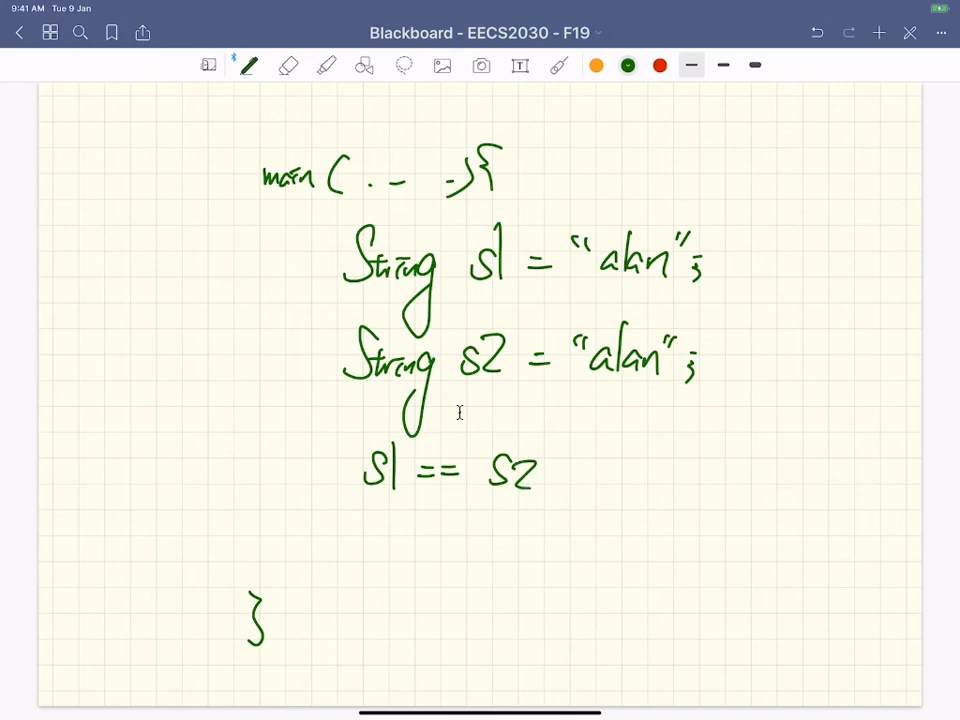 9:41 AM Tue 9 Jan
Blackboard - EECS2030 - F19
main ( . - - ) {
String s1 = "alan";
String s2 = "alan";
s1 == s2
}